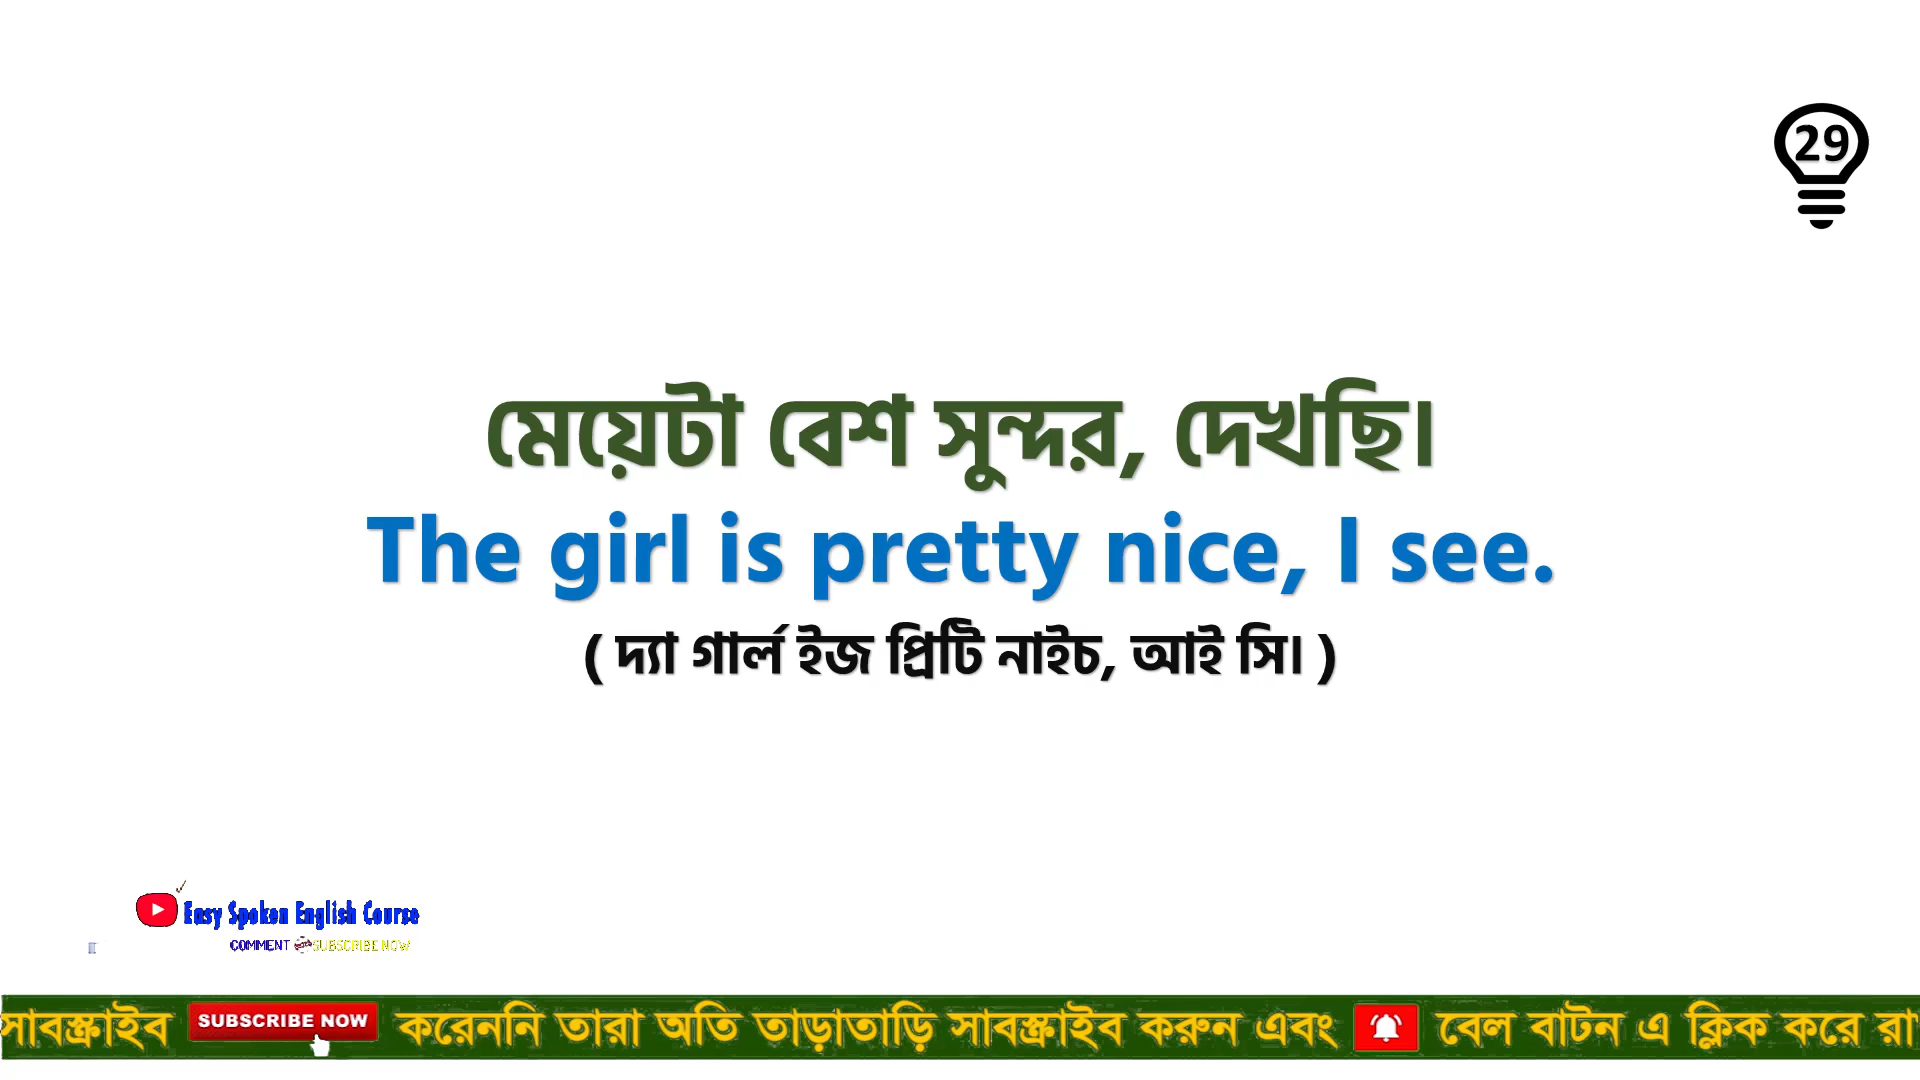 29
মেয়েটা বেশ সুন্দর, দেখছি।
The girl is pretty nice, I see.
( দ্যা গার্ল ইজ প্রিটি নাইচ, আই সি। )
Easy Spoken English Course
COMMENT SUBSCRIBE NOW
সাবস্ক্রাইব SUBSCRIBE NOW করেননি তারা অতি তাড়াতাড়ি সাবস্ক্রাইব করুন এবং বেল বাটন এ ক্লিক করে রা